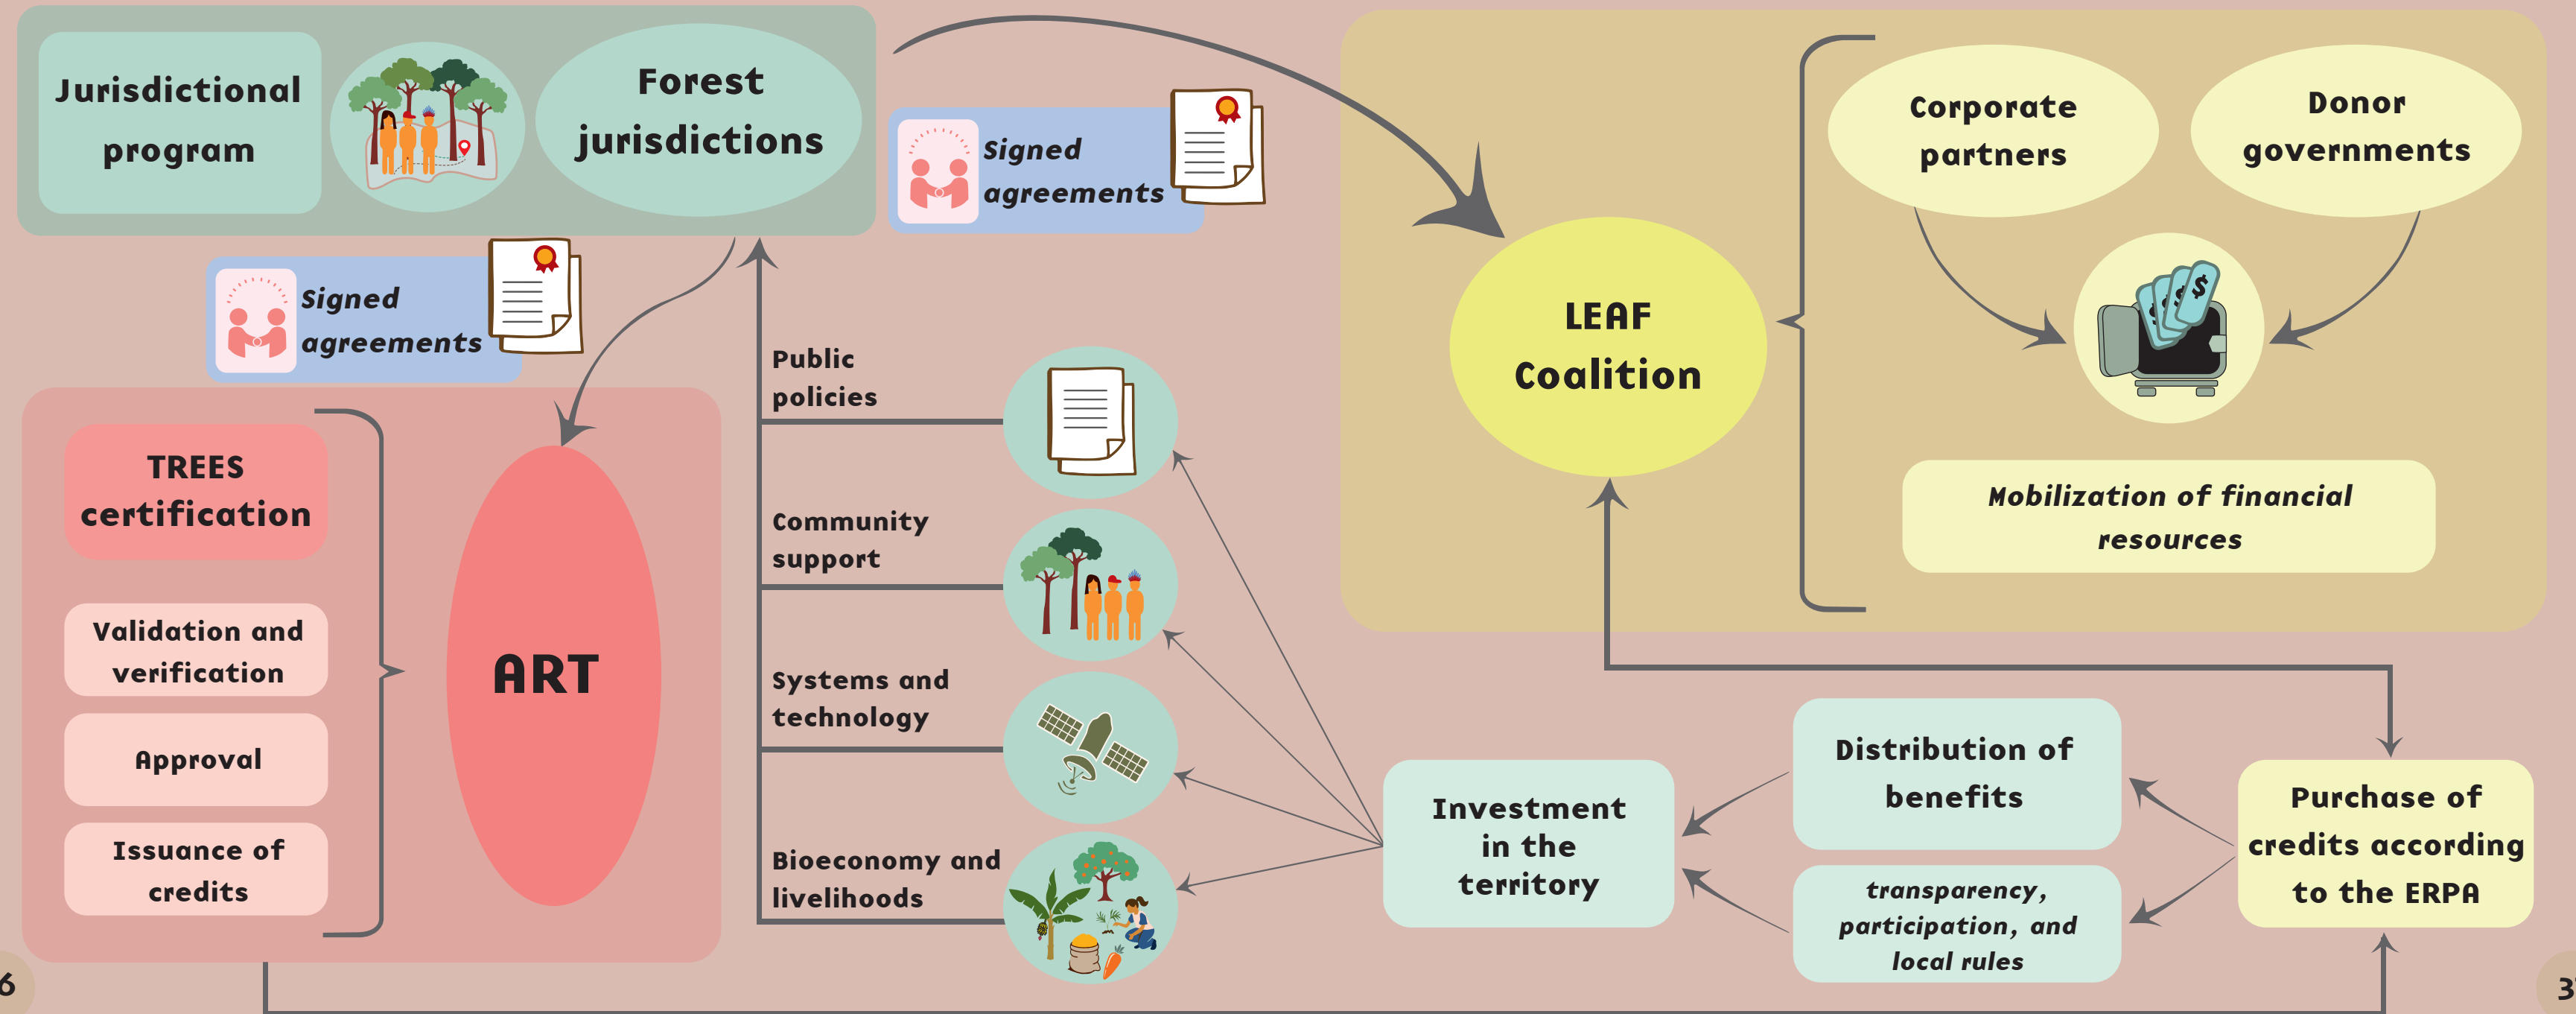 Jurisdictional
program
Forest
jurisdictions
Signed
agreements
Signed
agreements
TREES
certification
Validation and
verification
Approval
Issuance of
credits
ART
Public
policies
Community
support
Systems and
technology
Bioeconomy and
livelihoods
LEAF
Coalition
Corporate
partners
Donor
governments
$
Mobilization of financial
resources
Investment
in the
territory
Distribution of
benefits
transparency,
participation, and
local rules
Purchase of
credits according
to the ERPA
6
3